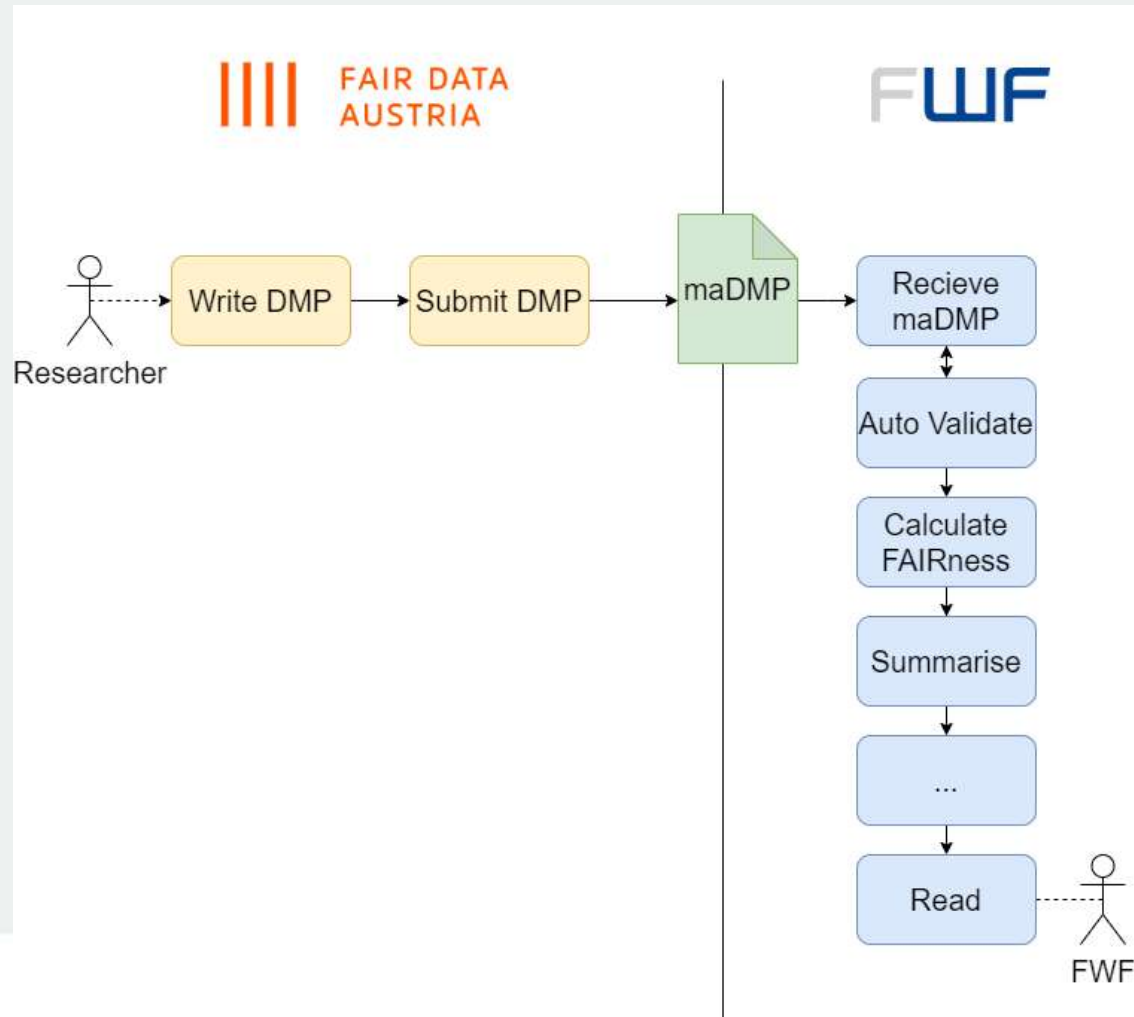 FAIR DATA
AUSTRIA
FWF
Researcher
Write DMP
Submit DMP
maDMP
Recieve
maDMP
Auto Validate
Calculate
FAIRness
Summarise
...
Read
FWF